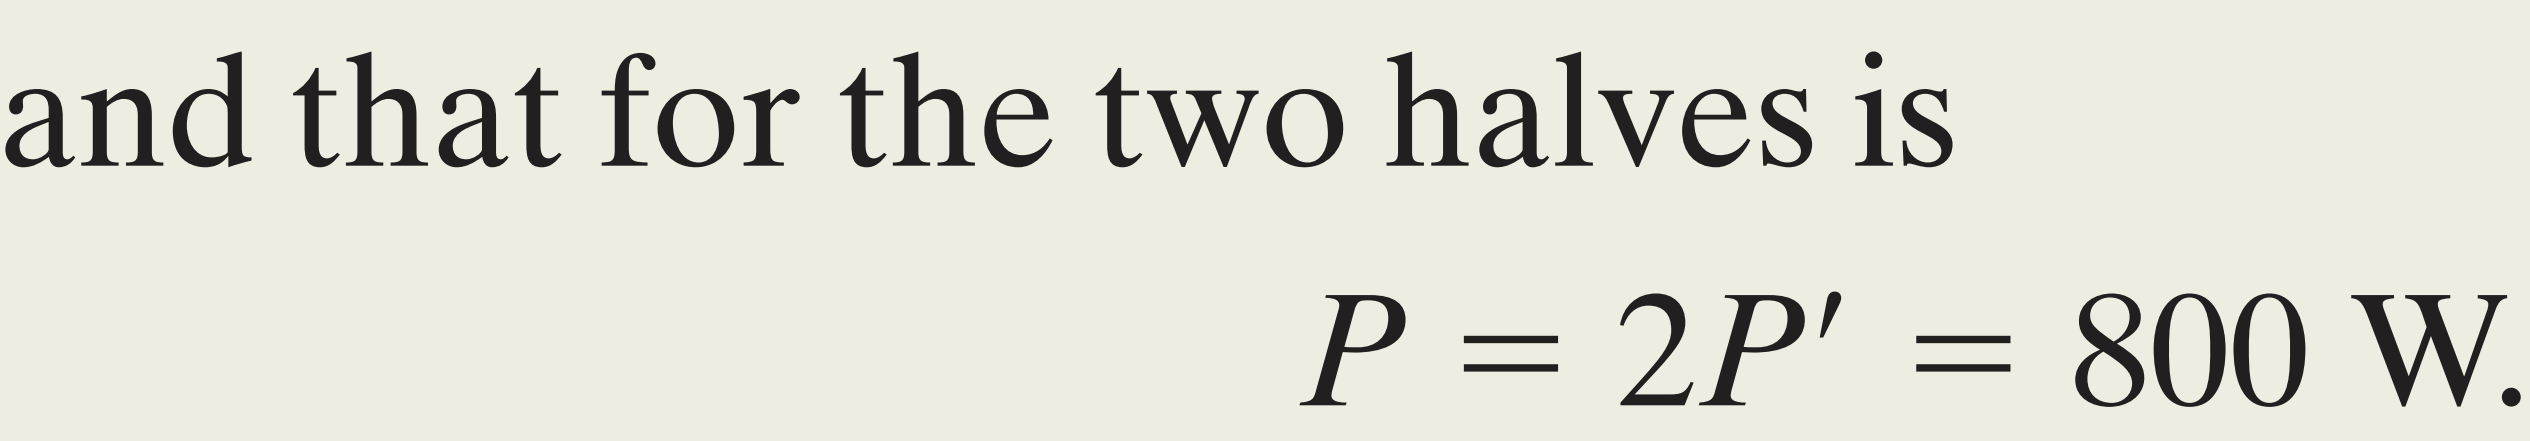 and that for the two halves is
P = 2P′ = 800 W.